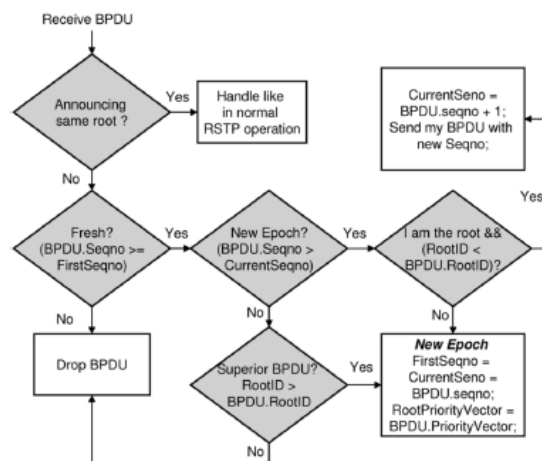 Receive BPDU
Announcing
same root ?
Yes
Handle like
in normal
RSTP operation
CurrentSeno =
BPDU.seqno + 1;
Send my BPDU with
new Seqno;
No
Yes
Fresh?
(BPDU.Seqno >=
FirstSeqno)
Yes
New Epoch?
(BPDU.Seqno >
CurrentSeqno)
Yes
I am the root &&
(RootID <
BPDU.RootID)?
No
No
No
Drop BPDU
Superior BPDU?
RootID >
BPDU.RootID
Yes
New Epoch
FirstSeqno =
CurrentSeno =
BPDU.seqno;
RootPriorityVector =
BPDU.PriorityVector;
No